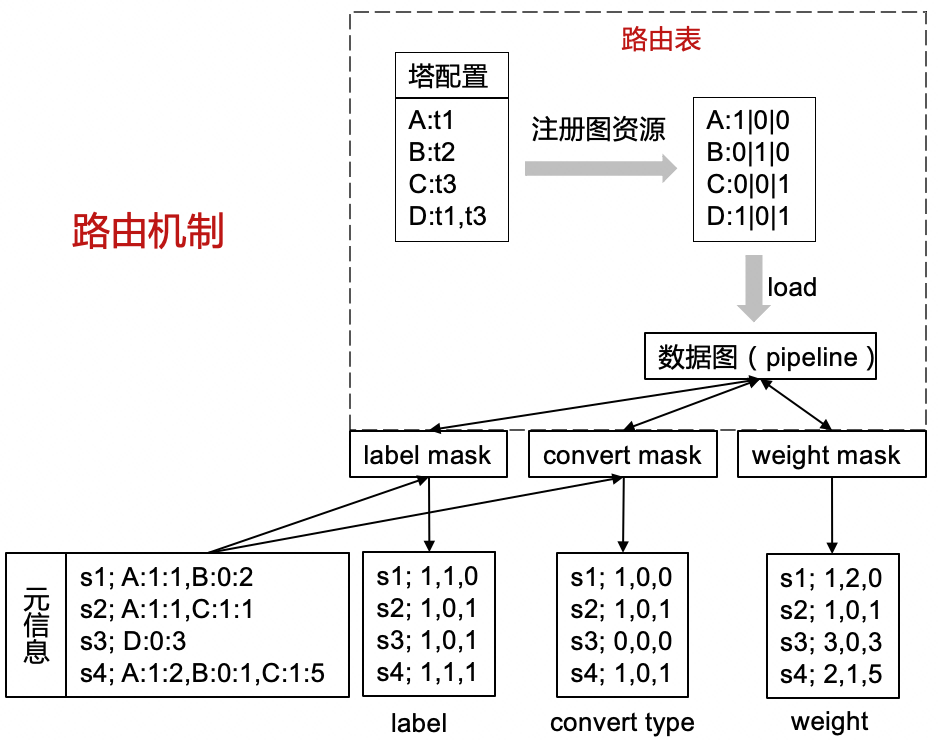 路由表
塔配置
A:t1
B:t2
C:t3
D:t1,t3
注册图资源
A:1|0|0
B:0|1|0
C:0|0|1
D:1|0|1
路由机制
load
数据图（pipeline）
label mask
convert mask
weight mask
元信息
s1; A:1:1,B:0:2
s2; A:1:1,C:1:1
s3; D:0:3
s4; A:1:2,B:0:1,C:1:5
s1; 1,1,0
s2; 1,0,1
s3; 1,0,1
s4; 1,1,1
s1; 1,0,0
s2; 1,0,1
s3; 0,0,0
s4; 1,0,1
s1; 1,2,0
s2; 1,0,1
s3; 3,0,3
s4; 2,1,5
label
convert type
weight